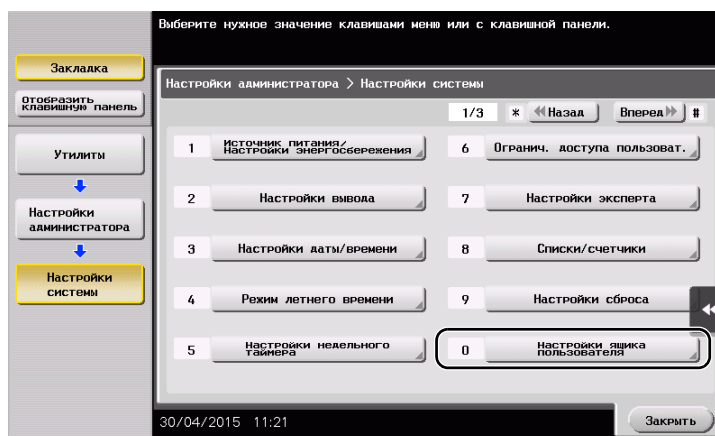 Выберите нужное значение клавишами меню или с клавишной панели.
Закладка
Отобразить
клавишную панель
Утилиты
Настройки
администратора
Настройки
системы
Настройки администратора > Настройки системы
1/3 * Назад Вперед #
1 Источник питания/
Настройки энергосбережения
2 Настройки вывода
3 Настройки даты/времени
4 Режим летнего времени
5 Настройки недельного
таймера
6 Огранич. доступа пользоват.
7 Настройки эксперта
8 Списки/счетчики
9 Настройки сброса
0 Настройки ящика
пользователя
30/04/2015 11:21
Закрыть